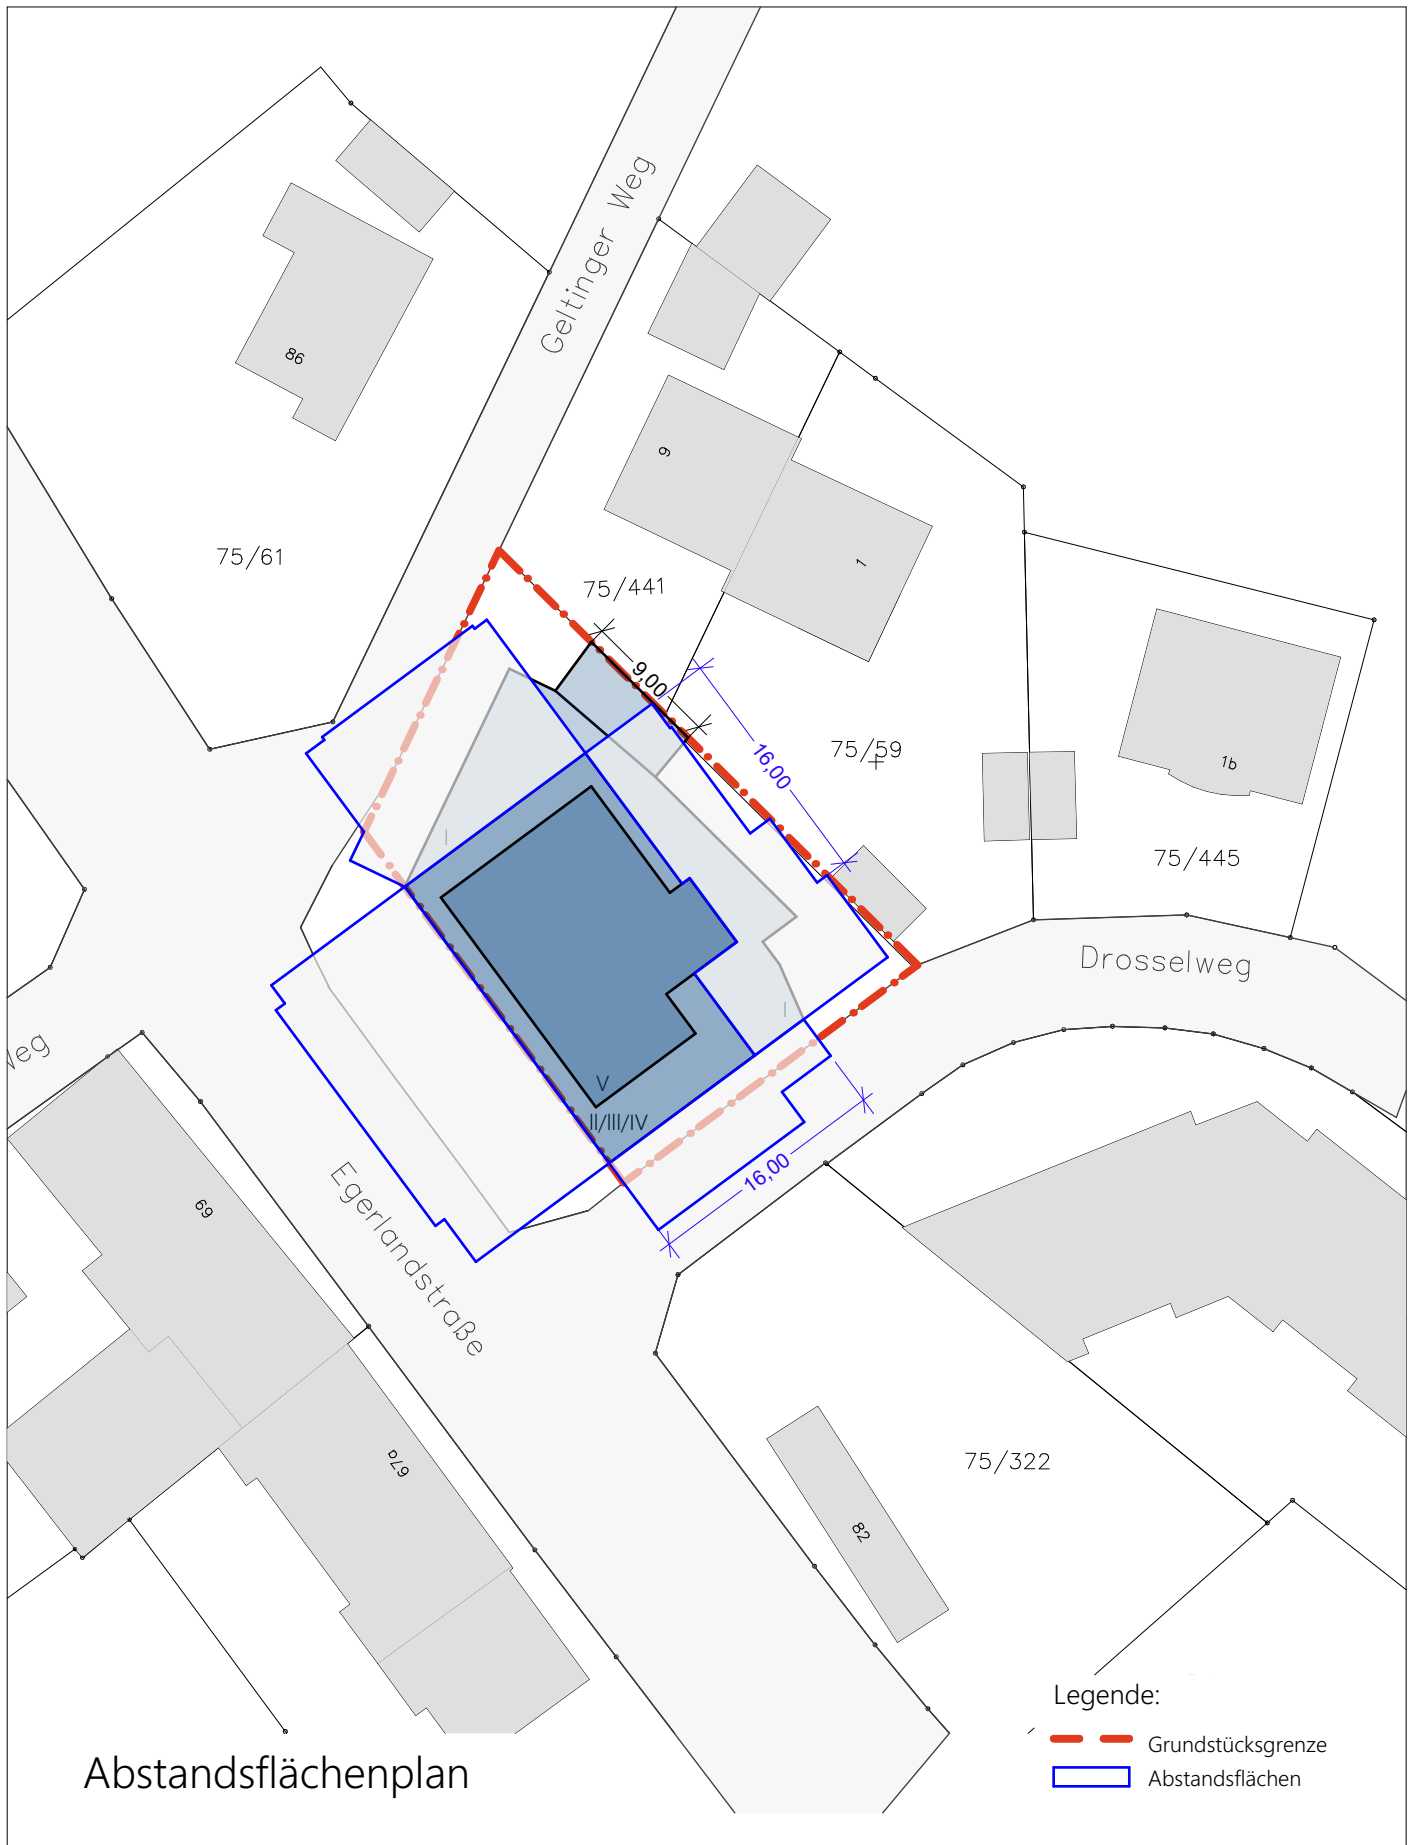 Geltinger Weg
86
75/61
9
1
75/441
9,00
16,00
75/59
1b
75/445
I
Drosselweg
I
Weg
V
II/III/IV
16,00
69
Egerlandstraße
67a
82
75/322
Legende:
Grundstücksgrenze
Abstandsflächen
Abstandsflächenplan